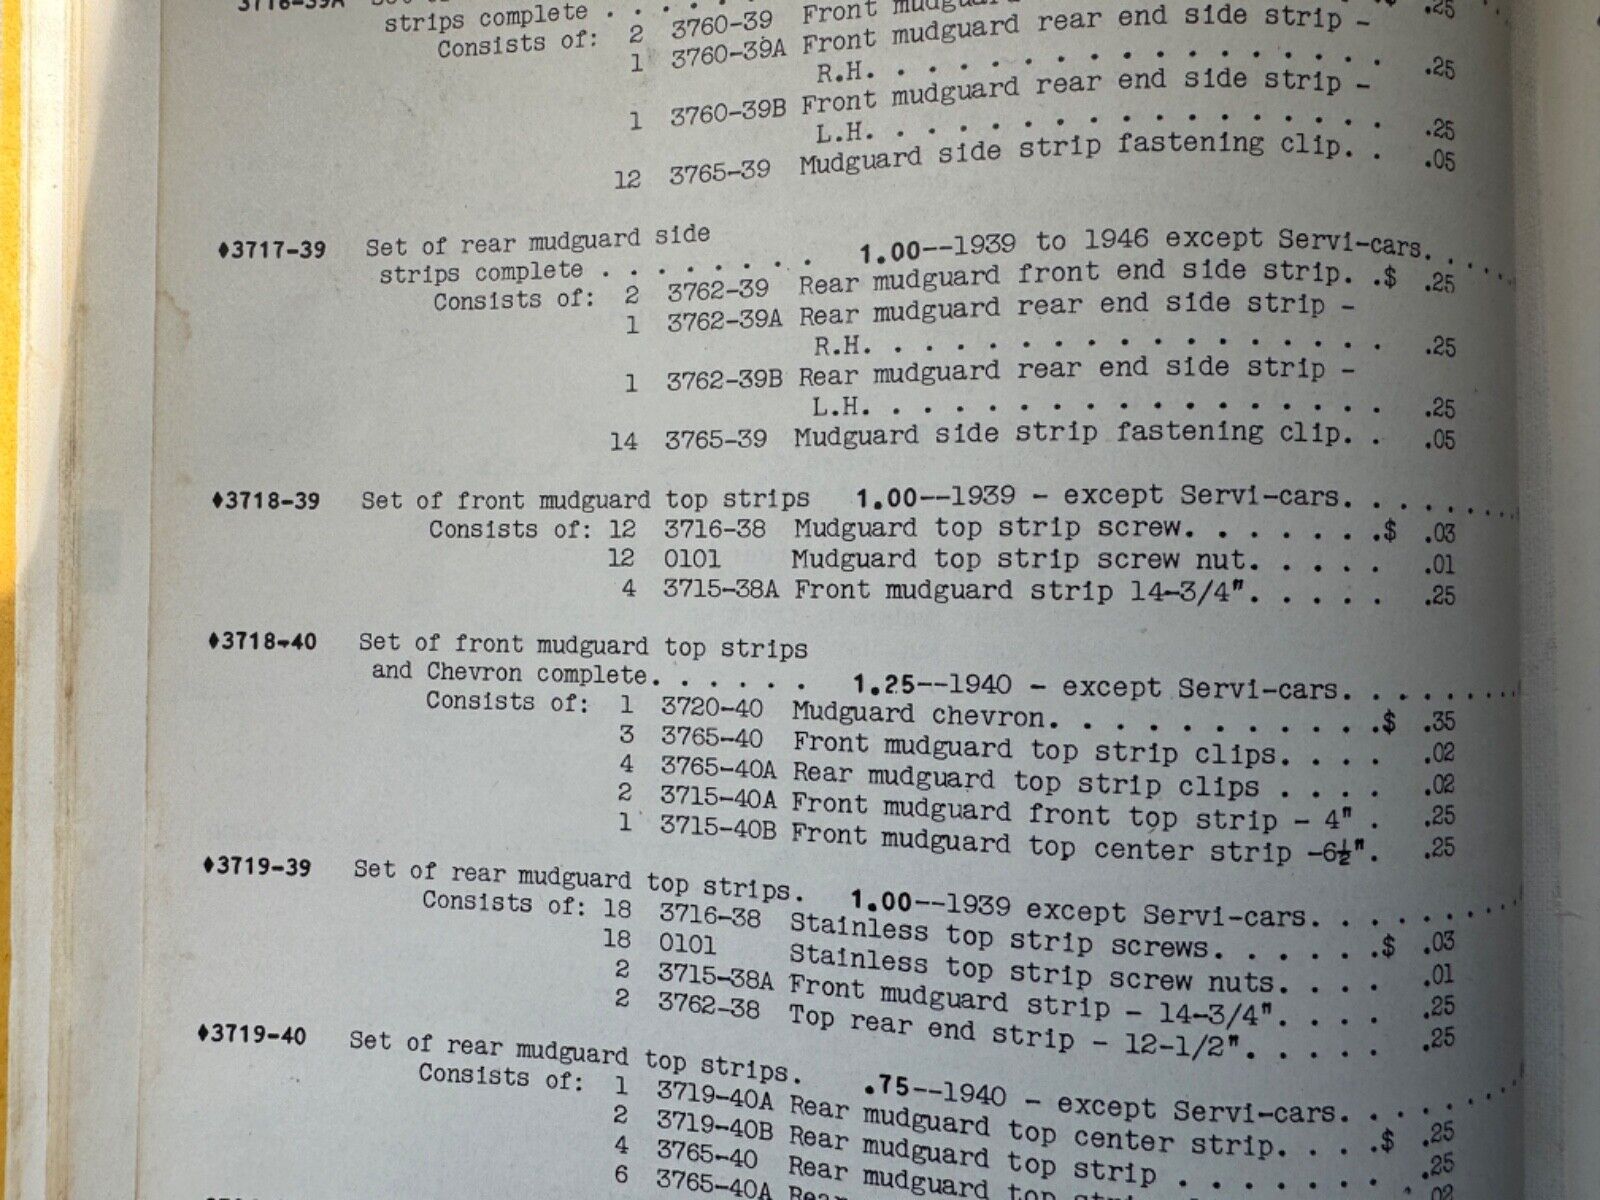 3716-39A
strips complete . . . . . .
Consists of: 2 3760-39 Front .25
1 3760-39A Front mudguard rear end side strip -
R.H. . . . . . . . . . . . . . . . . . .25
1 3760-39B Front mudguard rear end side strip -
L.H. . . . . . . . . . . . . . . . . . .25
12 3765-39 Mudguard side strip fastening clip. . .05
♦3717-39 Set of rear mudguard side
strips complete . . . . . . . . 1.00--1939 to 1946 except Servi-cars. . . . . .
Consists of: 2 3762-39 Rear mudguard front end side strip. .$ .25
1 3762-39A Rear mudguard rear end side strip -
R.H. . . . . . . . . . . . . . . . . . .25
1 3762-39B Rear mudguard rear end side strip -
L.H. . . . . . . . . . . . . . . . . . .25
14 3765-39 Mudguard side strip fastening clip. . .05
♦3718-39 Set of front mudguard top strips 1.00--1939 - except Servi-cars. . . . . . . . .
Consists of: 12 3716-38 Mudguard top strip screw. . . . . . .$ .03
12 0101 Mudguard top strip screw nut. . . . . .01
4 3715-38A Front mudguard strip 14-3/4". . . . . .25
♦3718-40 Set of front mudguard top strips
and Chevron complete. . . . . . 1.25--1940 - except Servi-cars. . . . . . . . .
Consists of: 1 3720-40 Mudguard chevron. . . . . . . . . . .$ .35
3 3765-40 Front mudguard top strip clips. . . . .02
4 3765-40A Rear mudguard top strip clips . . . . .02
2 3715-40A Front mudguard front top strip - 4" . .25
1 3715-40B Front mudguard top center strip -6½". .25
♦3719-39 Set of rear mudguard top strips. 1.00--1939 except Servi-cars. . . . . . . . .
Consists of: 18 3716-38 Stainless top strip screws. . . . . .$ .03
18 0101 Stainless top strip screw nuts. . . . .01
2 3715-38A Front mudguard strip - 14-3/4". . . . .25
2 3762-38 Top rear end strip - 12-1/2". . . . . .25
♦3719-40 Set of rear mudguard top strips. .75--1940 - except Servi-cars. . . . . . . .
Consists of: 1 3719-40A Rear mudguard top center strip. . . .$ .25
2 3719-40B Rear mudguard top strip . . . . . . . .25
4 3765-40 Rear mudguard top .02
6 3765-40A Rear